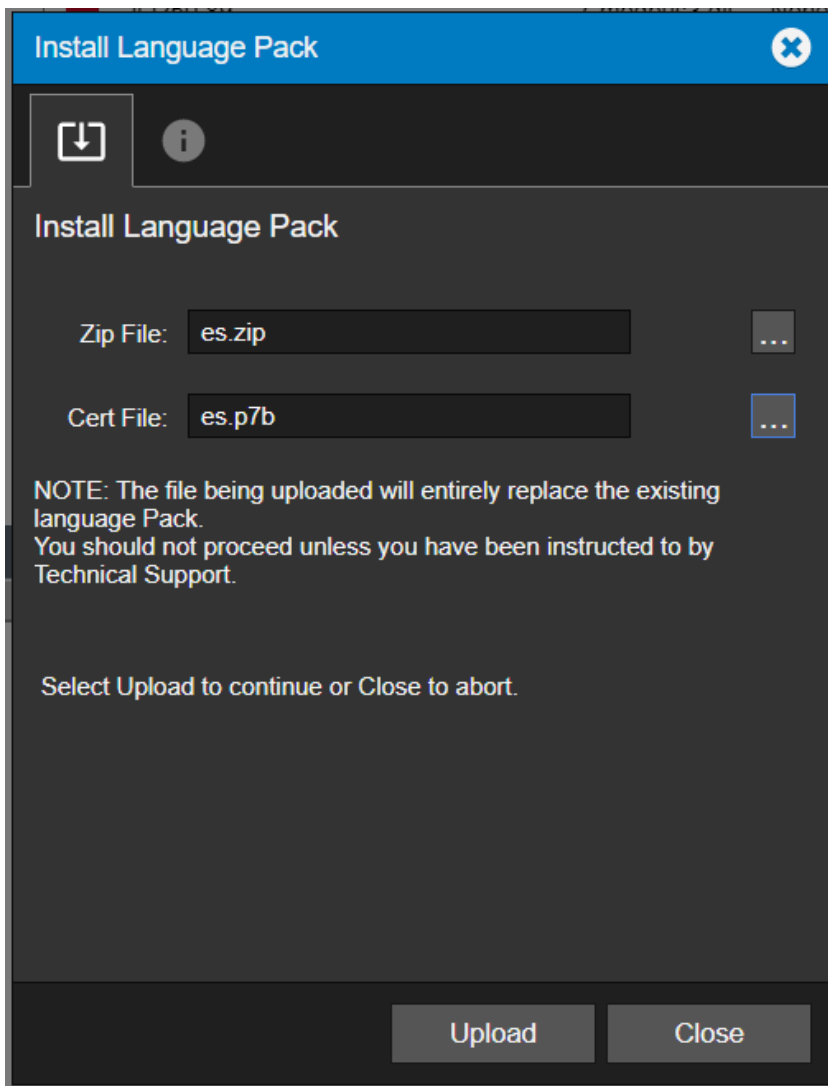 Install Language Pack
Install Language Pack
Zip File: es.zip ...
Cert File: es.p7b ...
NOTE: The file being uploaded will entirely replace the existing
language Pack.
You should not proceed unless you have been instructed to by
Technical Support.
Select Upload to continue or Close to abort.
Upload Close